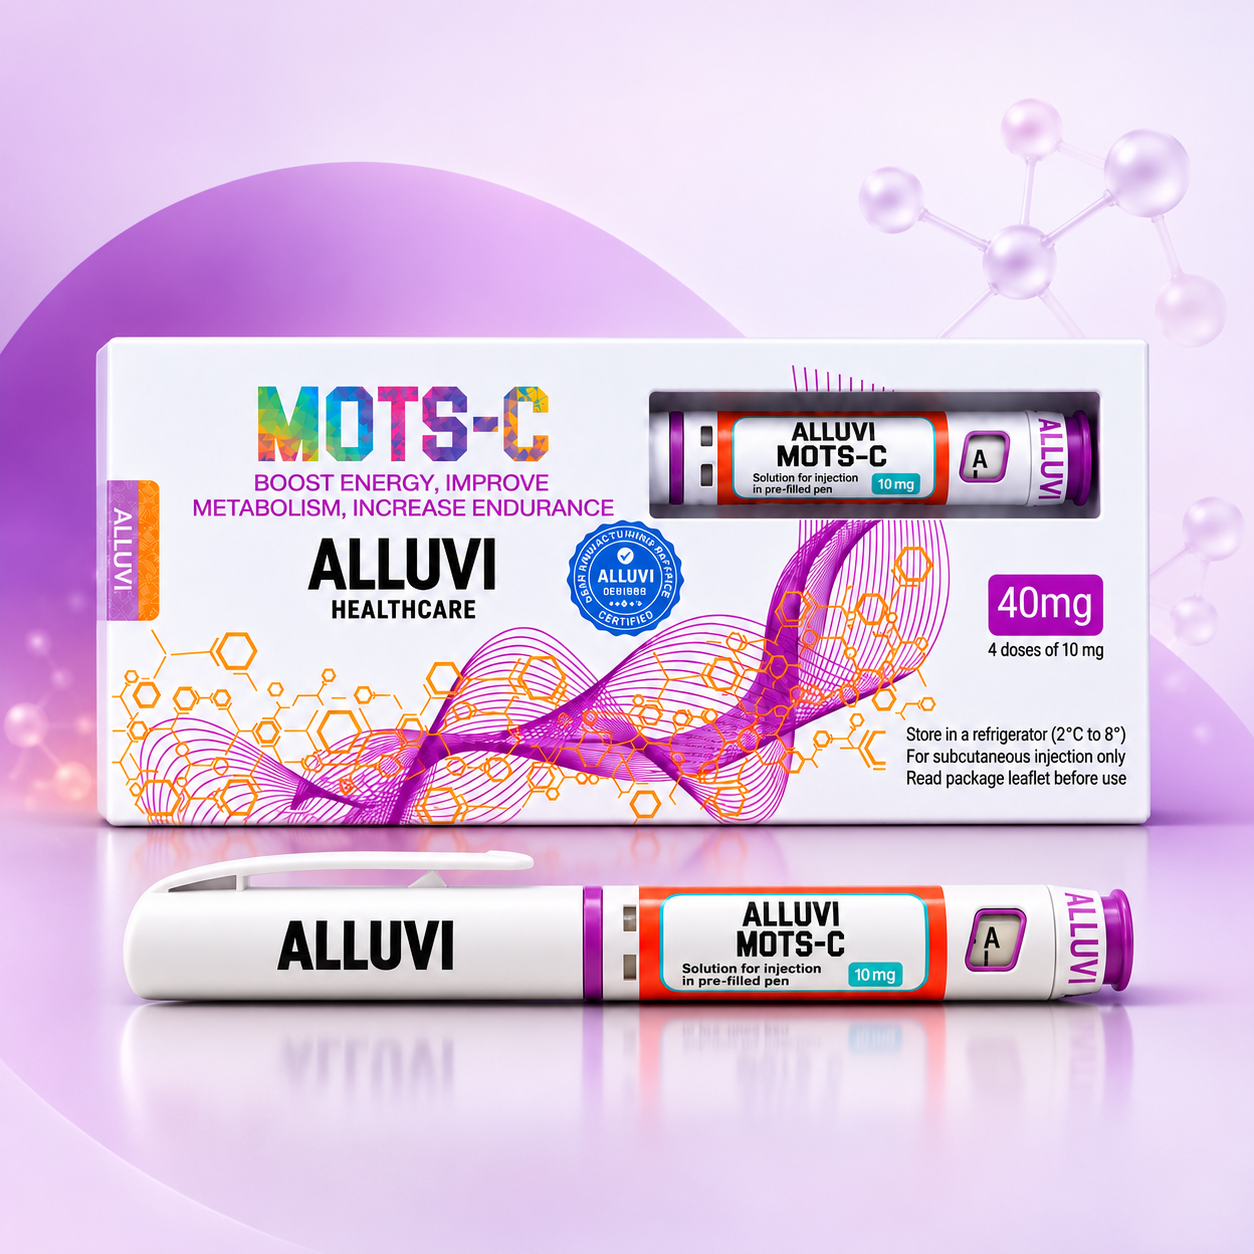 MOTS-C
BOOST ENERGY, IMPROVE
METABOLISM, INCREASE ENDURANCE
ALLUVI
HEALTHCARE
ALLUVI
ALLUVI
CERTIFIED
ALLUVI
MOTS-C
Solution for injection
in pre-filled pen
10 mg
A
ALLUVI
40mg
4 doses of 10 mg
Store in a refrigerator (2°C to 8°)
For subcutaneous injection only
Read package leaflet before use
ALLUVI
ALLUVI
MOTS-C
Solution for injection
in pre-filled pen
10 mg
A
ALLUVI